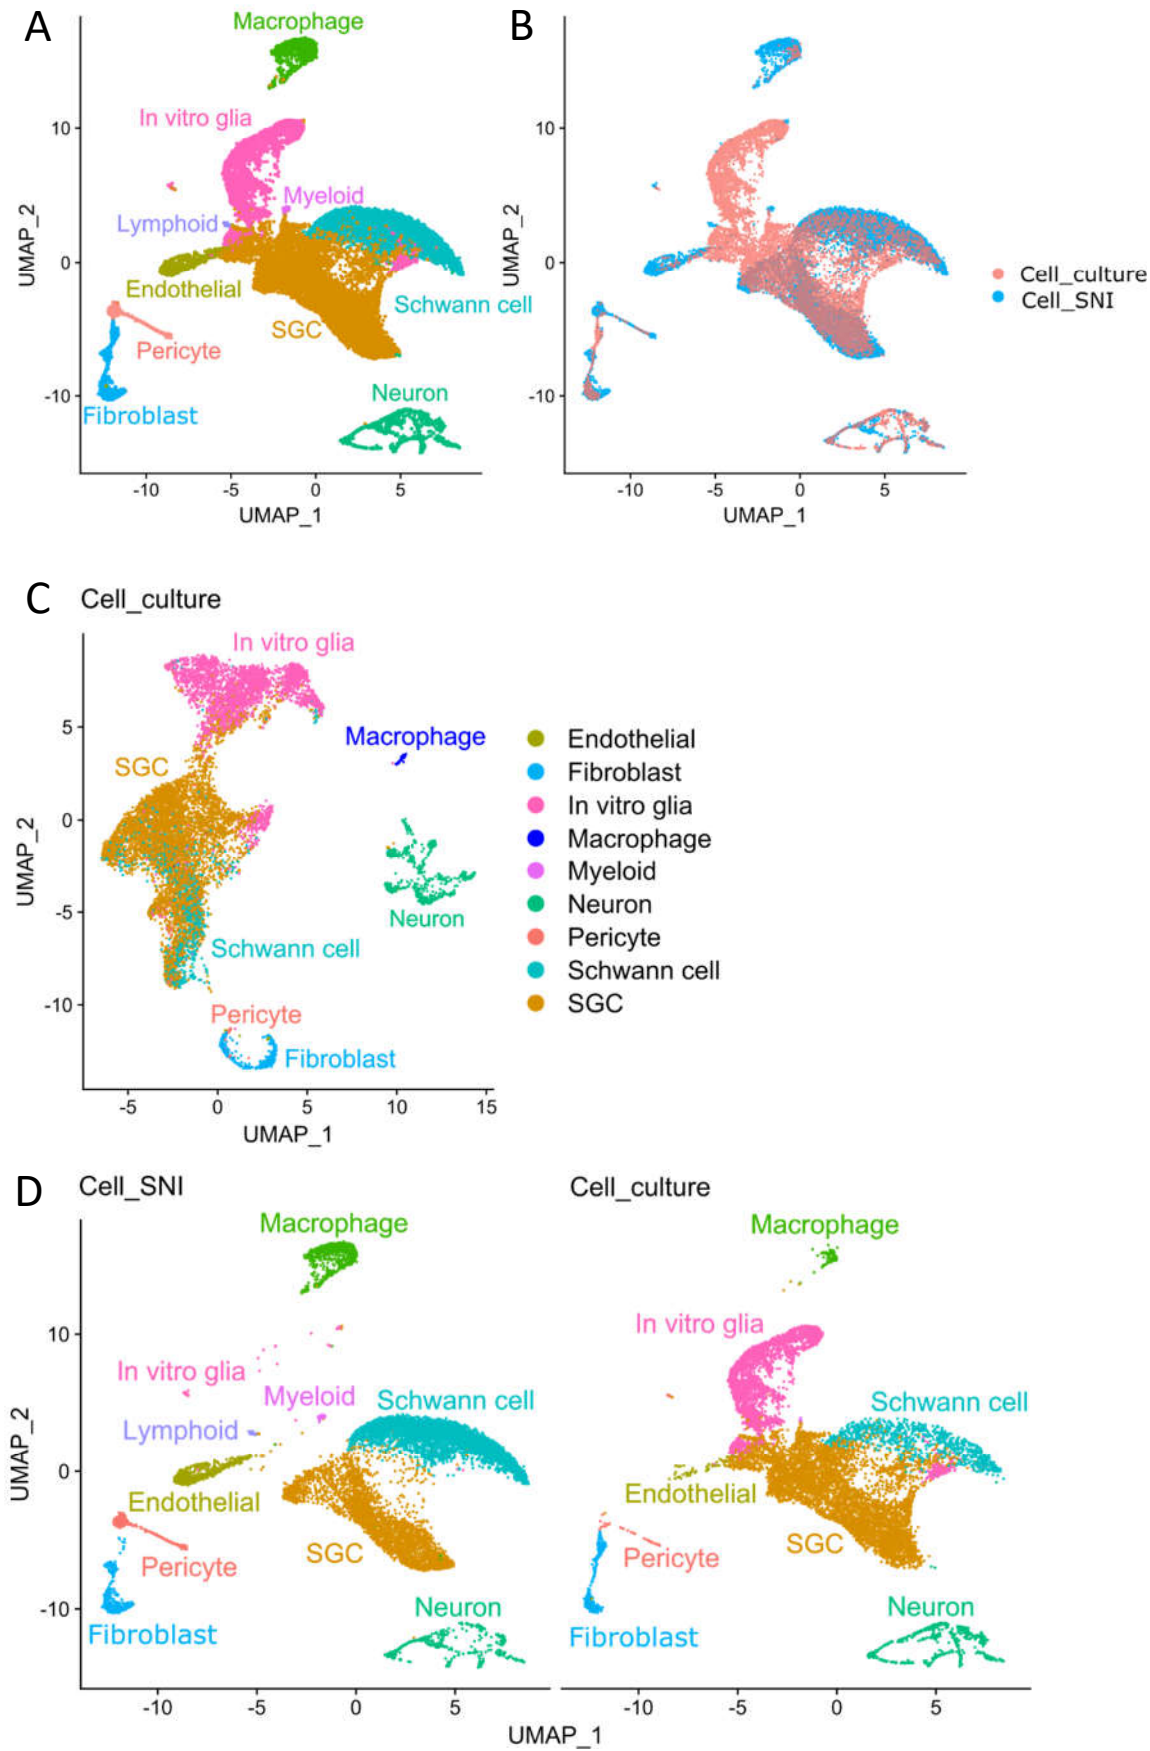 A
B
Macrophage
In vitro glia
Myeloid
Lymphoid
Endothelial
Schwann cell
SGC
Pericyte
Neuron
Fibroblast
10
0
-10
UMAP_2
-10
-5
0
5
UMAP_1
10
0
-10
UMAP_2
-10
-5
0
5
UMAP_1
Cell_culture
Cell_SNI
C
Cell_culture
In vitro glia
Macrophage
SGC
Neuron
Schwann cell
Pericyte
Fibroblast
5
0
-5
-10
UMAP_2
-5
0
5
10
15
UMAP_1
Endothelial
Fibroblast
In vitro glia
Macrophage
Myeloid
Neuron
Pericyte
Schwann cell
SGC
D
Cell_SNI
Macrophage
In vitro glia
Myeloid
Schwann cell
Lymphoid
Endothelial
SGC
Pericyte
Neuron
Fibroblast
10
0
-10
UMAP_2
-10
-5
0
5
Cell_culture
Macrophage
In vitro glia
Schwann cell
Endothelial
SGC
Pericyte
Neuron
Fibroblast
-10
-5
0
5
UMAP_1